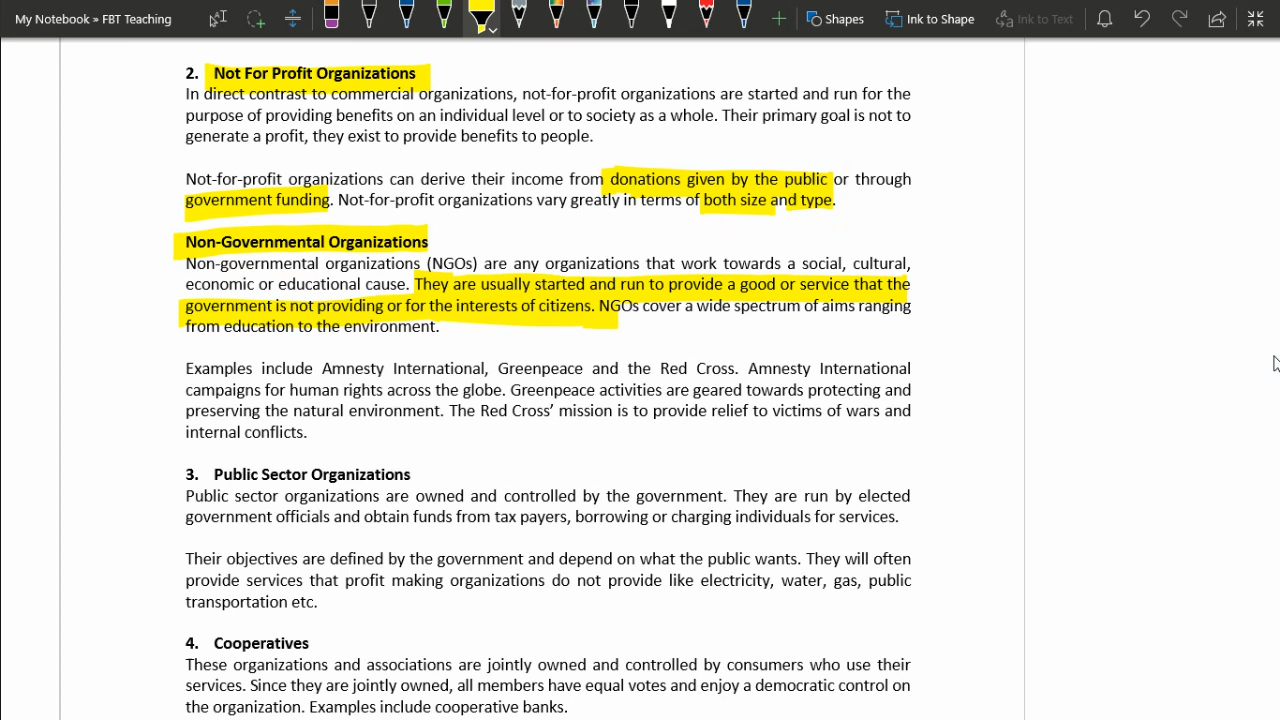 My Notebook » FBT Teaching
Shapes
Ink to Shape
Ink to Text
2. Not For Profit Organizations
In direct contrast to commercial organizations, not-for-profit organizations are started and run for the
purpose of providing benefits on an individual level or to society as a whole. Their primary goal is not to
generate a profit, they exist to provide benefits to people.
Not-for-profit organizations can derive their income from donations given by the public or through
government funding. Not-for-profit organizations vary greatly in terms of both size and type.
Non-Governmental Organizations
Non-governmental organizations (NGOs) are any organizations that work towards a social, cultural,
economic or educational cause. They are usually started and run to provide a good or service that the
government is not providing or for the interests of citizens. NGOs cover a wide spectrum of aims ranging
from education to the environment.
Examples include Amnesty International, Greenpeace and the Red Cross. Amnesty International
campaigns for human rights across the globe. Greenpeace activities are geared towards protecting and
preserving the natural environment. The Red Cross’ mission is to provide relief to victims of wars and
internal conflicts.
3. Public Sector Organizations
Public sector organizations are owned and controlled by the government. They are run by elected
government officials and obtain funds from tax payers, borrowing or charging individuals for services.
Their objectives are defined by the government and depend on what the public wants. They will often
provide services that profit making organizations do not provide like electricity, water, gas, public
transportation etc.
4. Cooperatives
These organizations and associations are jointly owned and controlled by consumers who use their
services. Since they are jointly owned, all members have equal votes and enjoy a democratic control on
the organization. Examples include cooperative banks.